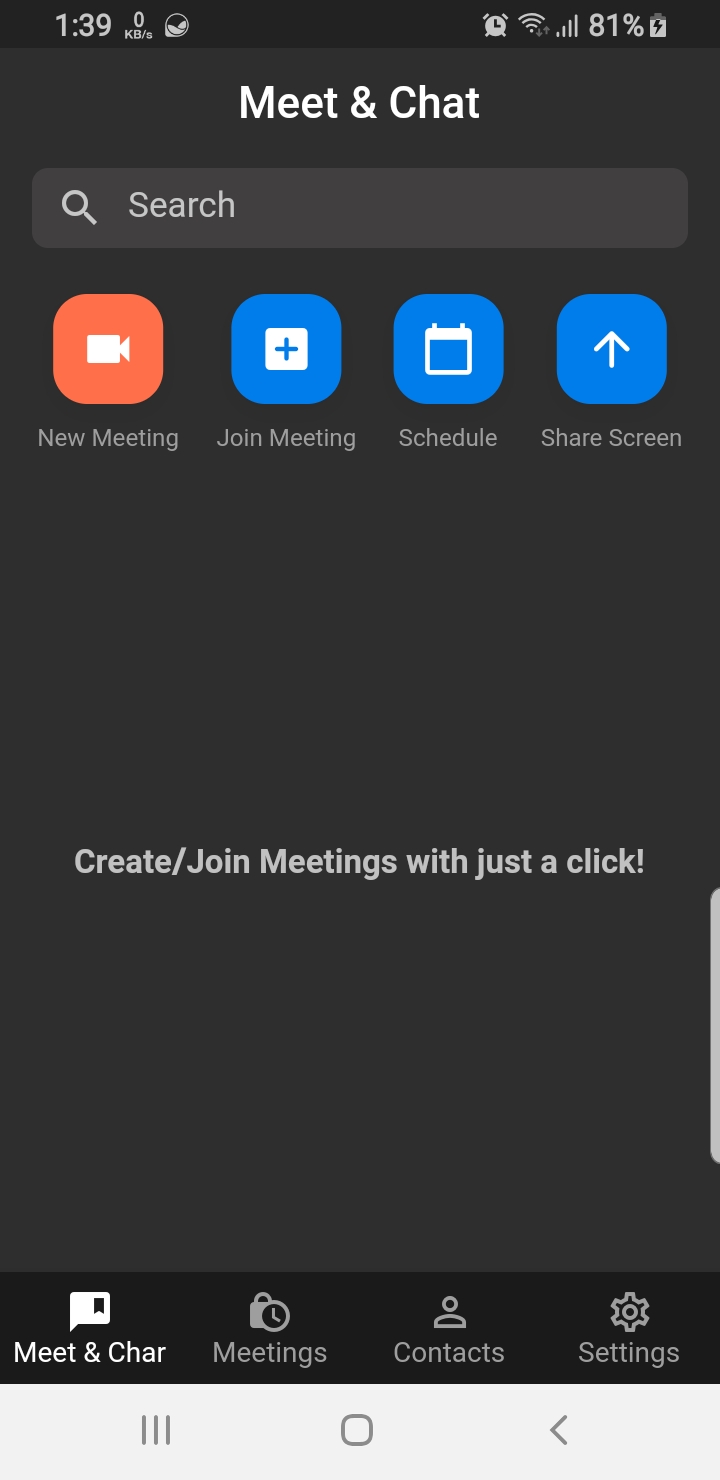 1:39 0 KB/s 81%
Meet & Chat
Search
New Meeting Join Meeting Schedule Share Screen
Create/Join Meetings with just a click!
Meet & Char Meetings Contacts Settings